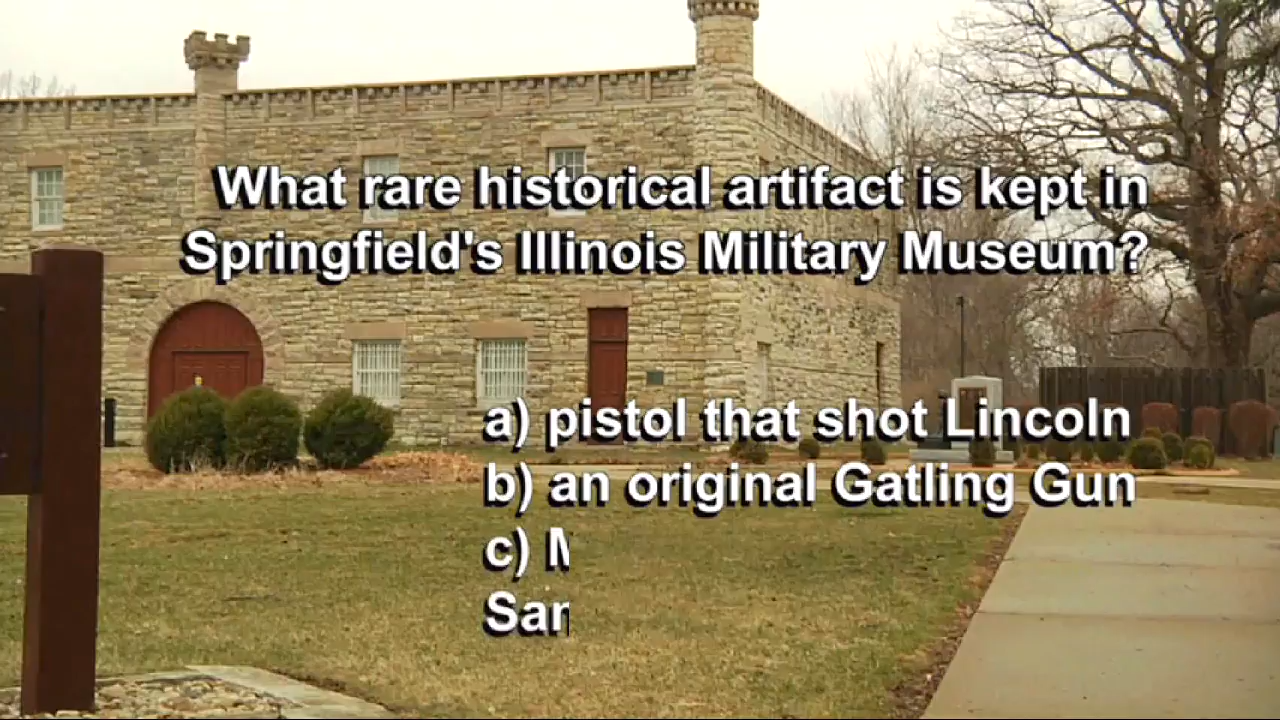 What rare historical artifact is kept in
Springfield's Illinois Military Museum?
a) pistol that shot Lincoln
b) an original Gatling Gun
c)